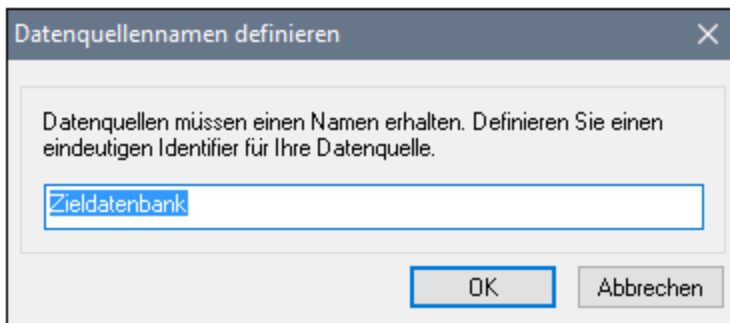 Datenquellennamen definieren
Datenquellen müssen einen Namen erhalten. Definieren Sie einen
eindeutigen Identifier für Ihre Datenquelle.
Zieldatenbank
OK Abbrechen